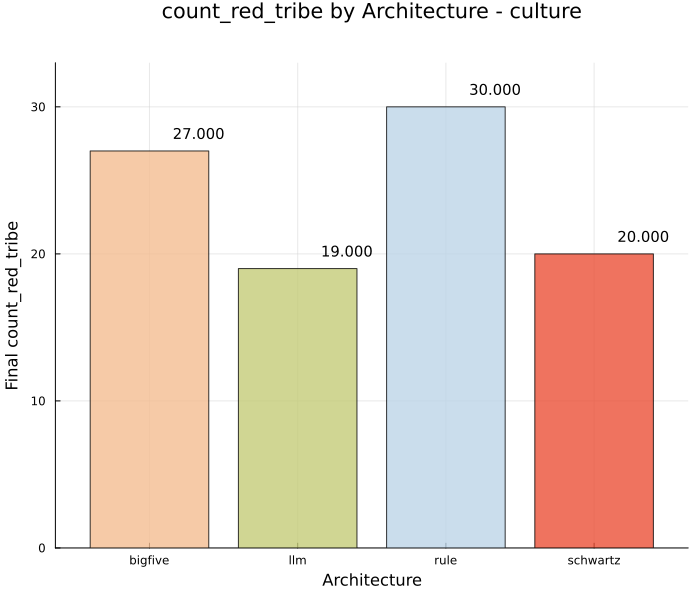 count_red_tribe by Architecture - culture
30.000
27.000
20.000
19.000
30
20
10
0
Final count_red_tribe
bigfive
llm
rule
schwartz
Architecture